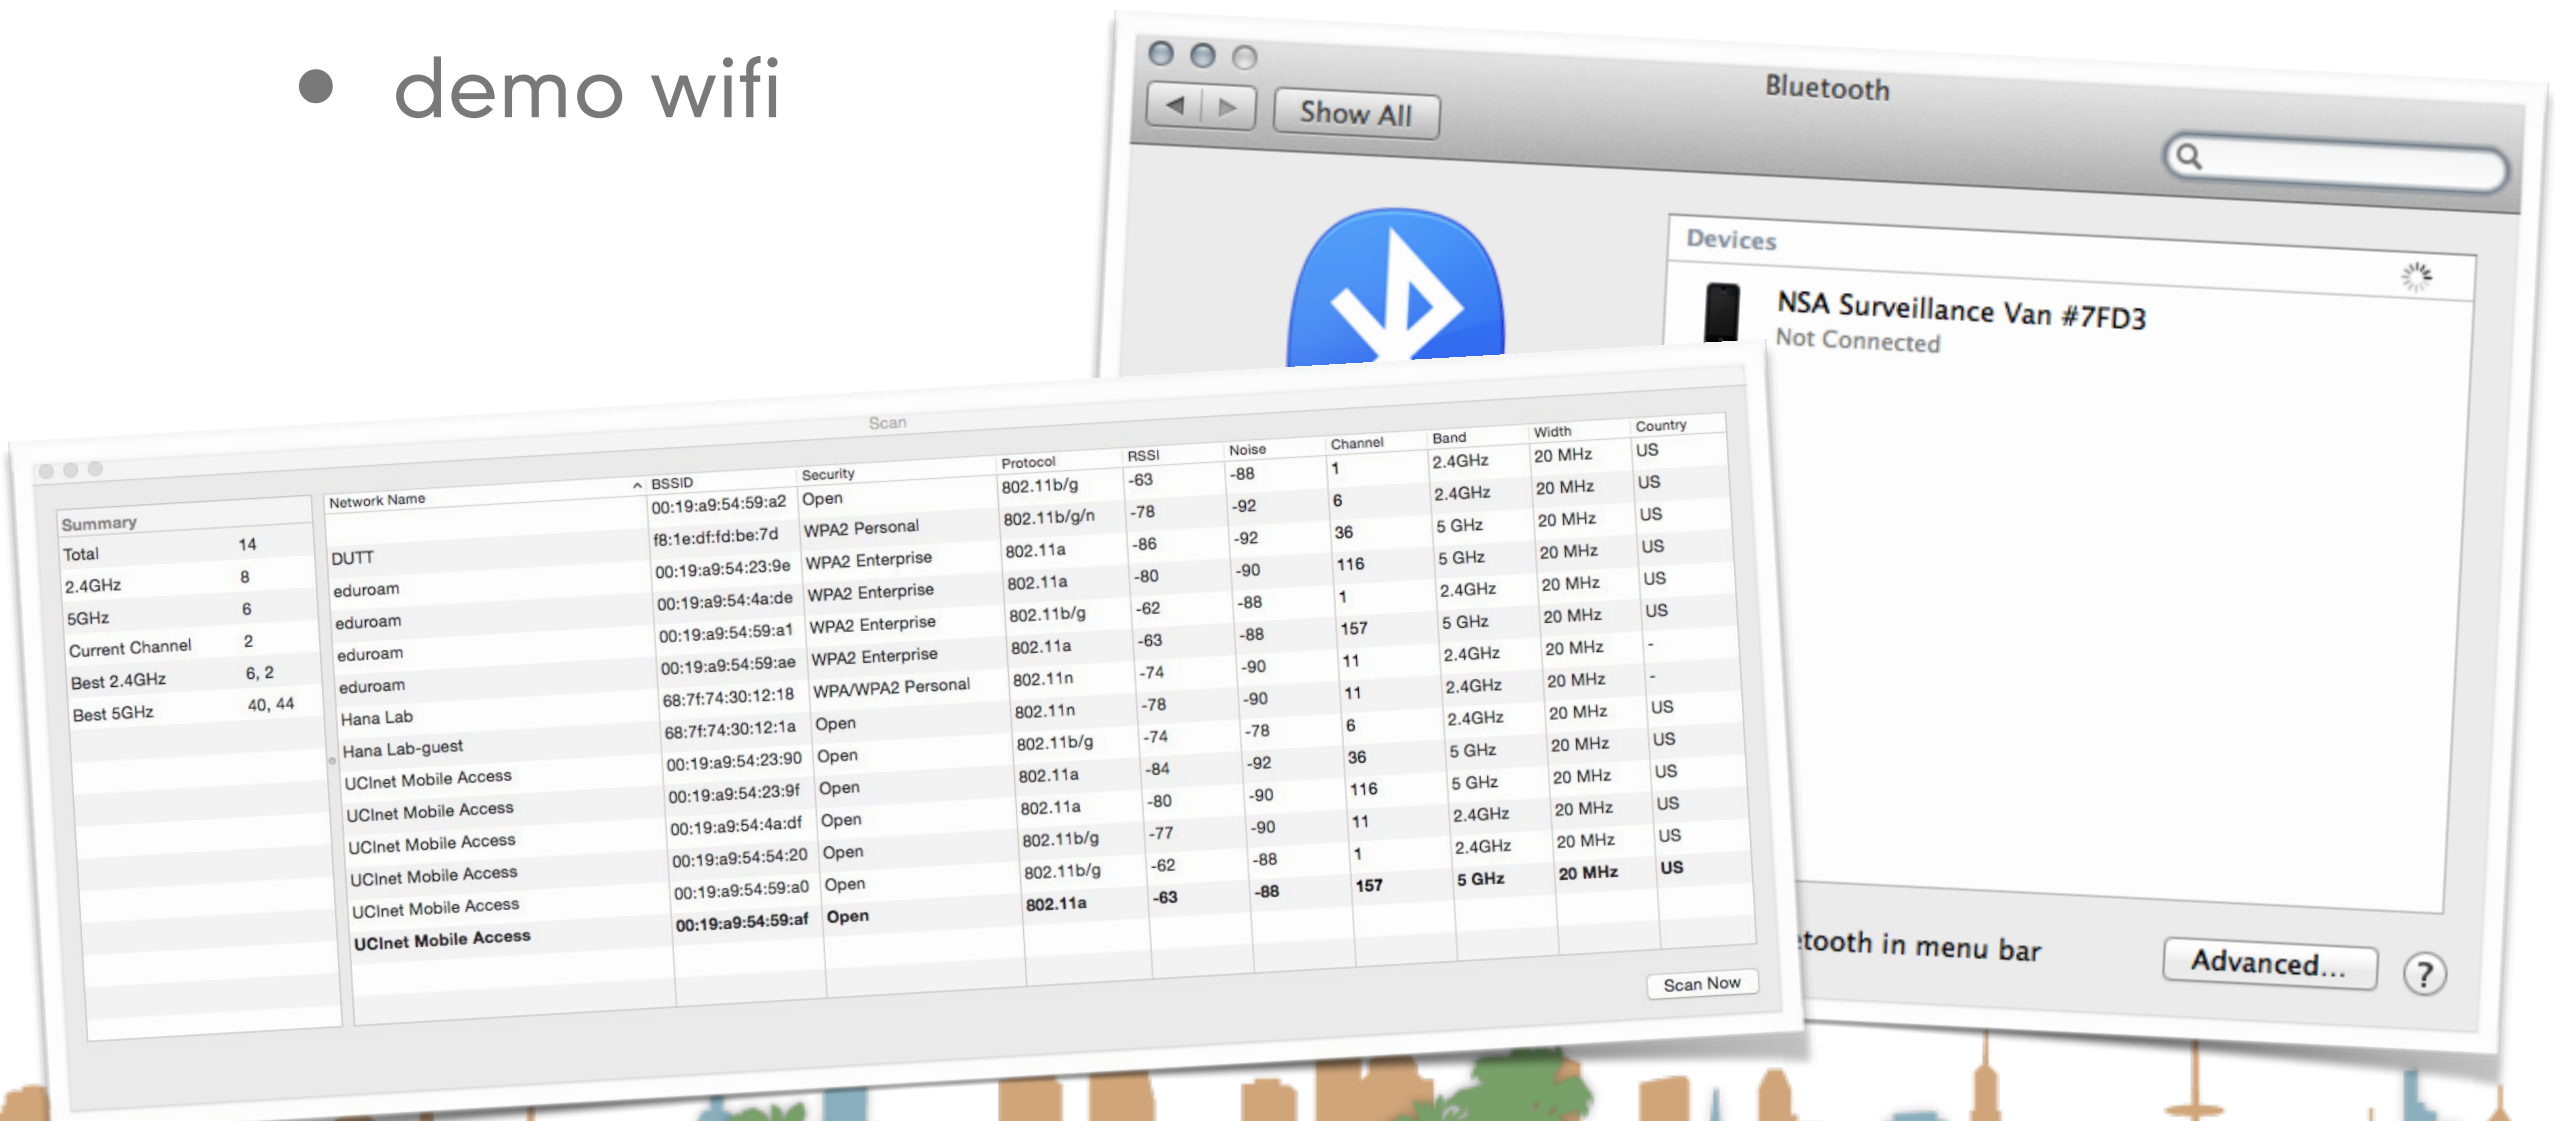 • demo wifi
Bluetooth
Show All
Devices
NSA Surveillance Van #7FD3
Not Connected
etooth in menu bar
Advanced...
?
Scan
Summary
Total 14
2.4GHz 8
5GHz 6
Current Channel 2
Best 2.4GHz 6, 2
Best 5GHz 40, 44
Network Name BSSID Security Protocol RSSI Noise Channel Band Width Country
00:19:a9:54:59:a2 Open 802.11b/g -63 -88 1 2.4GHz 20 MHz US
DUTT f8:1e:df:fd:be:7d WPA2 Personal 802.11b/g/n -78 -92 6 2.4GHz 20 MHz US
eduroam 00:19:a9:54:23:9e WPA2 Enterprise 802.11a -86 -92 36 5 GHz 20 MHz US
eduroam 00:19:a9:54:4a:de WPA2 Enterprise 802.11a -80 -90 116 5 GHz 20 MHz US
eduroam 00:19:a9:54:59:a1 WPA2 Enterprise 802.11b/g -62 -88 1 2.4GHz 20 MHz US
eduroam 00:19:a9:54:59:ae WPA2 Enterprise 802.11a -63 -88 157 5 GHz 20 MHz US
Hana Lab 68:7f:74:30:12:18 WPA/WPA2 Personal 802.11n -74 -90 11 2.4GHz 20 MHz -
Hana Lab-guest 68:7f:74:30:12:1a Open 802.11n -78 -90 11 2.4GHz 20 MHz -
UCInet Mobile Access 00:19:a9:54:23:90 Open 802.11b/g -74 -78 6 2.4GHz 20 MHz US
UCInet Mobile Access 00:19:a9:54:23:9f Open 802.11a -84 -92 36 5 GHz 20 MHz US
UCInet Mobile Access 00:19:a9:54:4a:df Open 802.11a -80 -90 116 5 GHz 20 MHz US
UCInet Mobile Access 00:19:a9:54:54:20 Open 802.11b/g -77 -90 11 2.4GHz 20 MHz US
UCInet Mobile Access 00:19:a9:54:59:a0 Open 802.11b/g -62 -88 1 2.4GHz 20 MHz US
UCInet Mobile Access 00:19:a9:54:59:af Open 802.11a -63 -88 157 5 GHz 20 MHz US
Scan Now